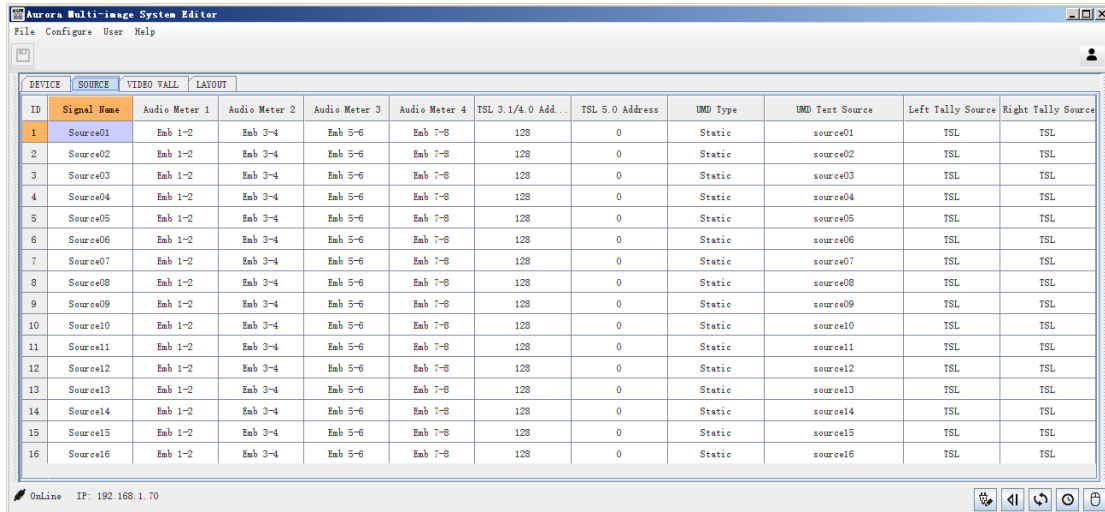 Aurora Multi-image System Editor
File Configure User Help
DEVICE SOURCE VIDEO WALL LAYOUT
ID Signal Name Audio Meter 1 Audio Meter 2 Audio Meter 3 Audio Meter 4 TSL 3.1/4.0 Add... TSL 5.0 Address UMD Type UMD Text Source Left Tally Source Right Tally Source
1 Source01 Emb 1-2 Emb 3-4 Emb 5-6 Emb 7-8 128 0 Static source01 TSL TSL
2 Source02 Emb 1-2 Emb 3-4 Emb 5-6 Emb 7-8 128 0 Static source02 TSL TSL
3 Source03 Emb 1-2 Emb 3-4 Emb 5-6 Emb 7-8 128 0 Static source03 TSL TSL
4 Source04 Emb 1-2 Emb 3-4 Emb 5-6 Emb 7-8 128 0 Static source04 TSL TSL
5 Source05 Emb 1-2 Emb 3-4 Emb 5-6 Emb 7-8 128 0 Static source05 TSL TSL
6 Source06 Emb 1-2 Emb 3-4 Emb 5-6 Emb 7-8 128 0 Static source06 TSL TSL
7 Source07 Emb 1-2 Emb 3-4 Emb 5-6 Emb 7-8 128 0 Static source07 TSL TSL
8 Source08 Emb 1-2 Emb 3-4 Emb 5-6 Emb 7-8 128 0 Static source08 TSL TSL
9 Source09 Emb 1-2 Emb 3-4 Emb 5-6 Emb 7-8 128 0 Static source09 TSL TSL
10 Source10 Emb 1-2 Emb 3-4 Emb 5-6 Emb 7-8 128 0 Static source10 TSL TSL
11 Source11 Emb 1-2 Emb 3-4 Emb 5-6 Emb 7-8 128 0 Static source11 TSL TSL
12 Source12 Emb 1-2 Emb 3-4 Emb 5-6 Emb 7-8 128 0 Static source12 TSL TSL
13 Source13 Emb 1-2 Emb 3-4 Emb 5-6 Emb 7-8 128 0 Static source13 TSL TSL
14 Source14 Emb 1-2 Emb 3-4 Emb 5-6 Emb 7-8 128 0 Static source14 TSL TSL
15 Source15 Emb 1-2 Emb 3-4 Emb 5-6 Emb 7-8 128 0 Static source15 TSL TSL
16 Source16 Emb 1-2 Emb 3-4 Emb 5-6 Emb 7-8 128 0 Static source16 TSL TSL
OnLine IP: 192.168.1.70